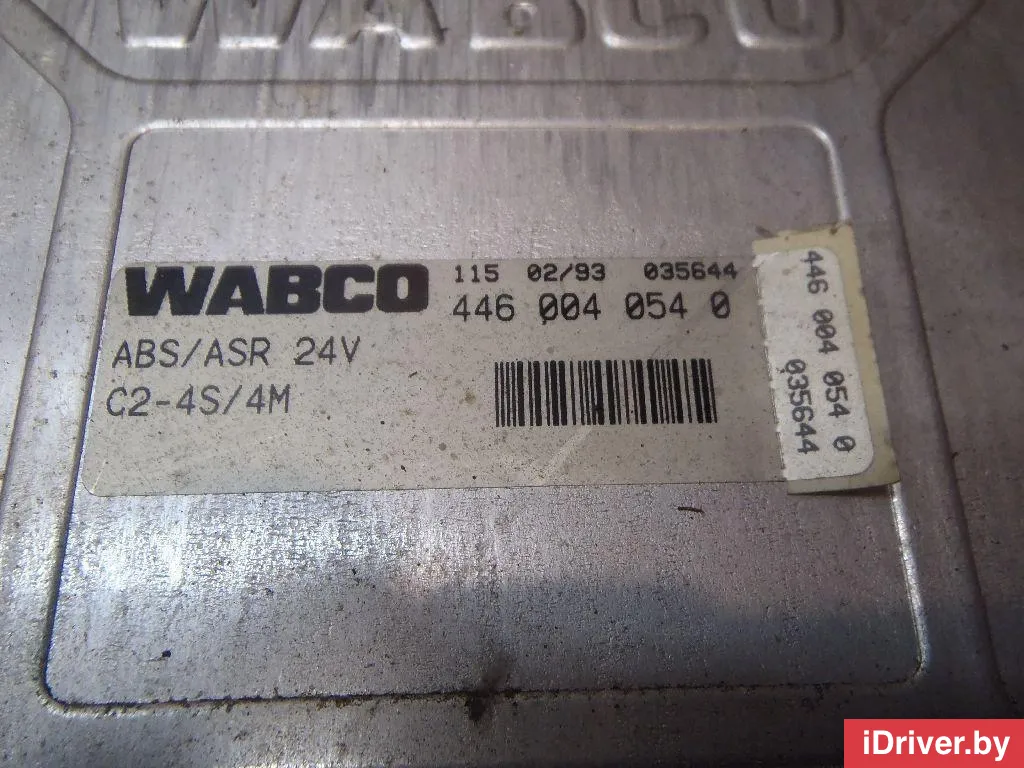 WABCO
WABCO 115 02/93 035644
446 004 054 0
ABS/ASR 24V
C2-4S/4M
446 004 054 0
035644
iDriver.by